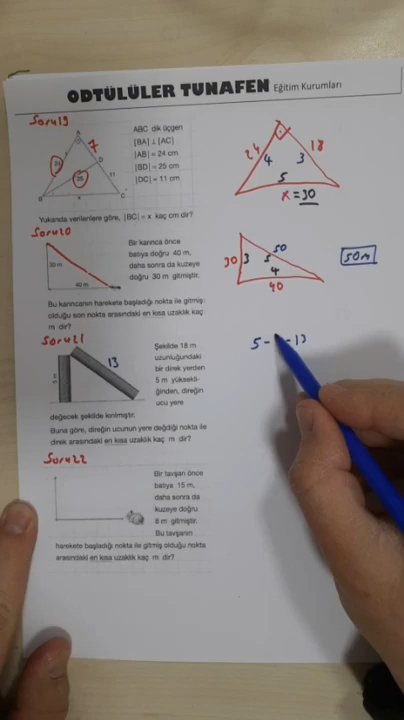 ODTÜLÜLER TUNAFEN Eğitim Kurumları
Soru19
ABC dik üçgen
[BA] ⊥ [AC]
|AB| = 24 cm
|BD| = 25 cm
|DC| = 11 cm
A
7
D
24
25
11
B
x
C
Yukarıda verilenlere göre, |BC| = x kaç cm dir?
24
18
4
3
5
x = 30
Soru20
Bir karınca önce
batıya doğru 40 m,
daha sonra da kuzeye
doğru 30 m gitmiştir.
30 m
40 m
Bu karıncanın harekete başladığı nokta ile gitmiş
olduğu son nokta arasındaki en kısa uzaklık kaç
m dir?
30
3
5
50
4
40
50m
Soru21
Şekilde 18 m
uzunluğundaki
bir direk yerden
5 m yüksekli-
ğinden, direğin
ucu yere
13
5 m
değecek şekilde kırılmıştır.
Buna göre, direğin ucunun yere değdiği nokta ile
direk arasındaki en kısa uzaklık kaç m dir?
5 -
- 13
Soru22
Bir tavşan önce
batıya 15 m,
daha sonra da
kuzeye doğru
8 m gitmiştir.
Bu tavşanın
harekete başladığı nokta ile gitmiş olduğu nokta
arasındaki en kısa uzaklık kaç m dir?